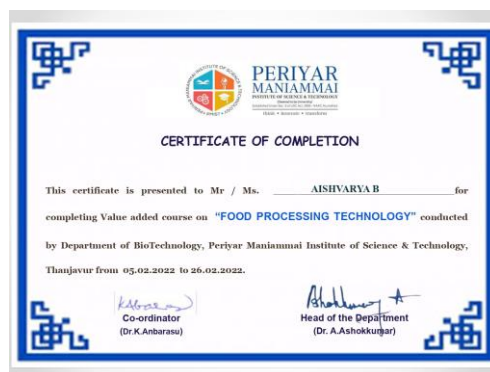 PERIYAR
MANIAMMAI
INSTITUTE OF SCIENCE & TECHNOLOGY
CERTIFICATE OF COMPLETION
This certificate is presented to Mr / Ms. AISHVARYA B for
completing Value added course on “FOOD PROCESSING TECHNOLOGY” conducted
by Department of BioTechnology, Periyar Maniammai Institute of Science & Technology,
Thanjavur from 05.02.2022 to 26.02.2022.
Co-ordinator
(Dr.K.Anbarasu)
Head of the Department
(Dr. A.Ashokkumar)